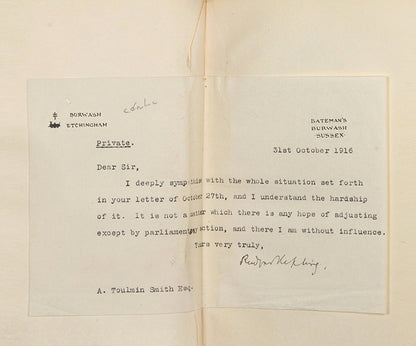 BURWASH
ETCHINGHAM
BATEMAN'S
BURWASH
SUSSEX
Private.
31st October 1916
Dear Sir,
I deeply sympathise with the whole situation set forth
in your letter of October 27th, and I understand the hardship
of it. It is not a matter which there is any hope of adjusting
except by parliamentary action, and there I am without influence.
Yours very truly,
Rudyard Kipling.
A. Toulmin Smith Esq.